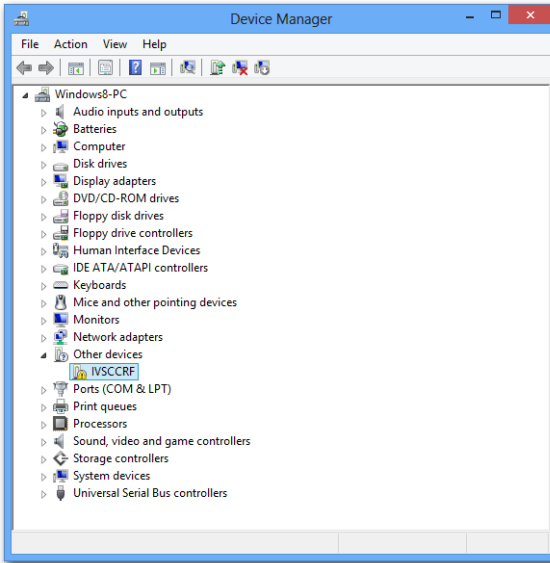 Device Manager
File Action View Help
Windows8-PC
Audio inputs and outputs
Batteries
Computer
Disk drives
Display adapters
DVD/CD-ROM drives
Floppy disk drives
Floppy drive controllers
Human Interface Devices
IDE ATA/ATAPI controllers
Keyboards
Mice and other pointing devices
Monitors
Network adapters
Other devices
IVSCCRF
Ports (COM & LPT)
Print queues
Processors
Sound, video and game controllers
Storage controllers
System devices
Universal Serial Bus controllers